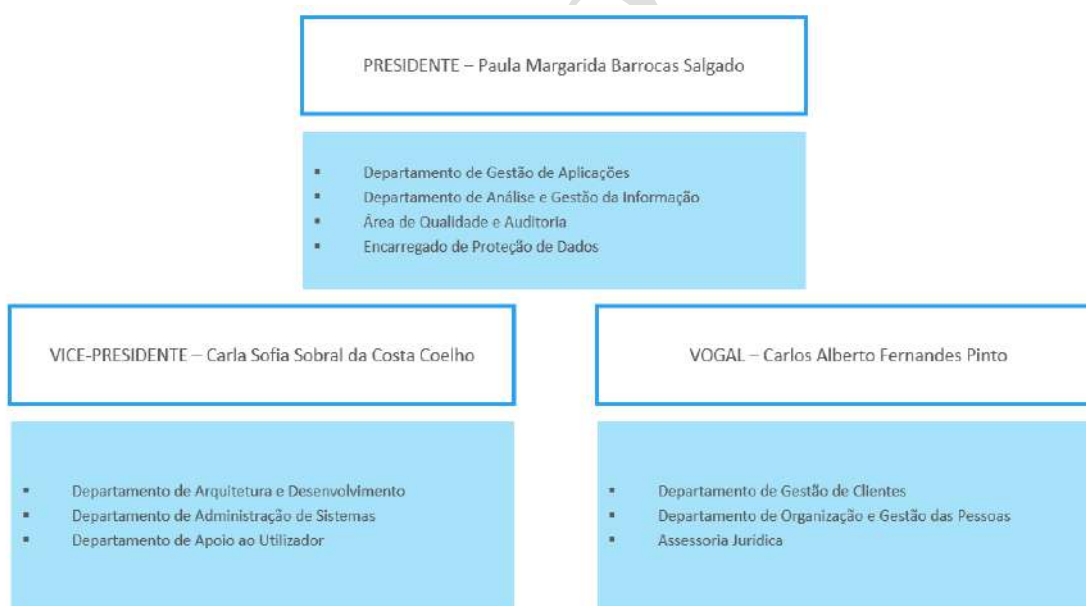 PRESIDENTE – Paula Margarida Barrocas Salgado
▪ Departamento de Gestão de Aplicações
▪ Departamento de Análise e Gestão da Informação
▪ Área de Qualidade e Auditoria
▪ Encarregado de Proteção de Dados
VICE-PRESIDENTE – Carla Sofia Sobral da Costa Coelho
▪ Departamento de Arquitetura e Desenvolvimento
▪ Departamento de Administração de Sistemas
▪ Departamento de Apoio ao Utilizador
VOGAL – Carlos Alberto Fernandes Pinto
▪ Departamento de Gestão de Clientes
▪ Departamento de Organização e Gestão das Pessoas
▪ Assessoria Jurídica